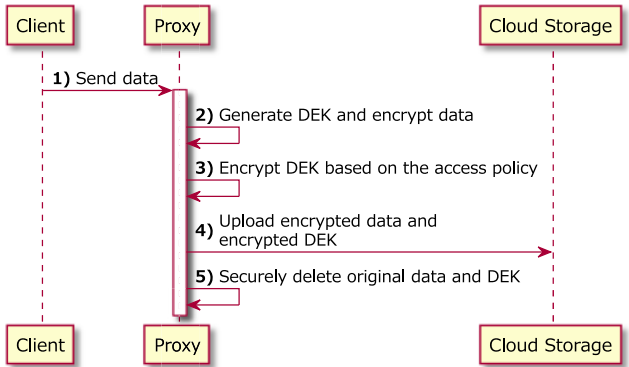 Client
Proxy
Cloud Storage
1) Send data
2) Generate DEK and encrypt data
3) Encrypt DEK based on the access policy
4) Upload encrypted data and
encrypted DEK
5) Securely delete original data and DEK
Client
Proxy
Cloud Storage